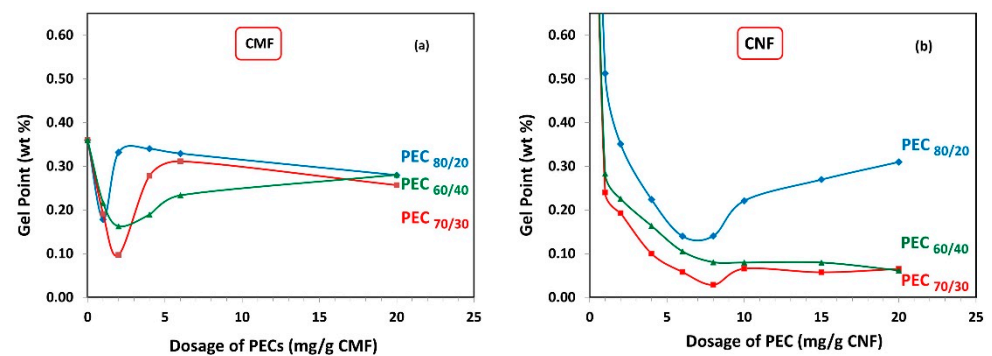 CMF
(a)
0.60
0.50
0.40
0.30
0.20
0.10
0.00
Gel Point (wt %)
0
5
10
15
20
25
Dosage of PECs (mg/g CMF)
PEC 80/20
PEC 60/40
PEC 70/30
CNF
(b)
0.60
0.50
0.40
0.30
0.20
0.10
0.00
Gel Point (wt %)
0
5
10
15
20
25
Dosage of PEC (mg/g CNF)
PEC 80/20
PEC 60/40
PEC 70/30